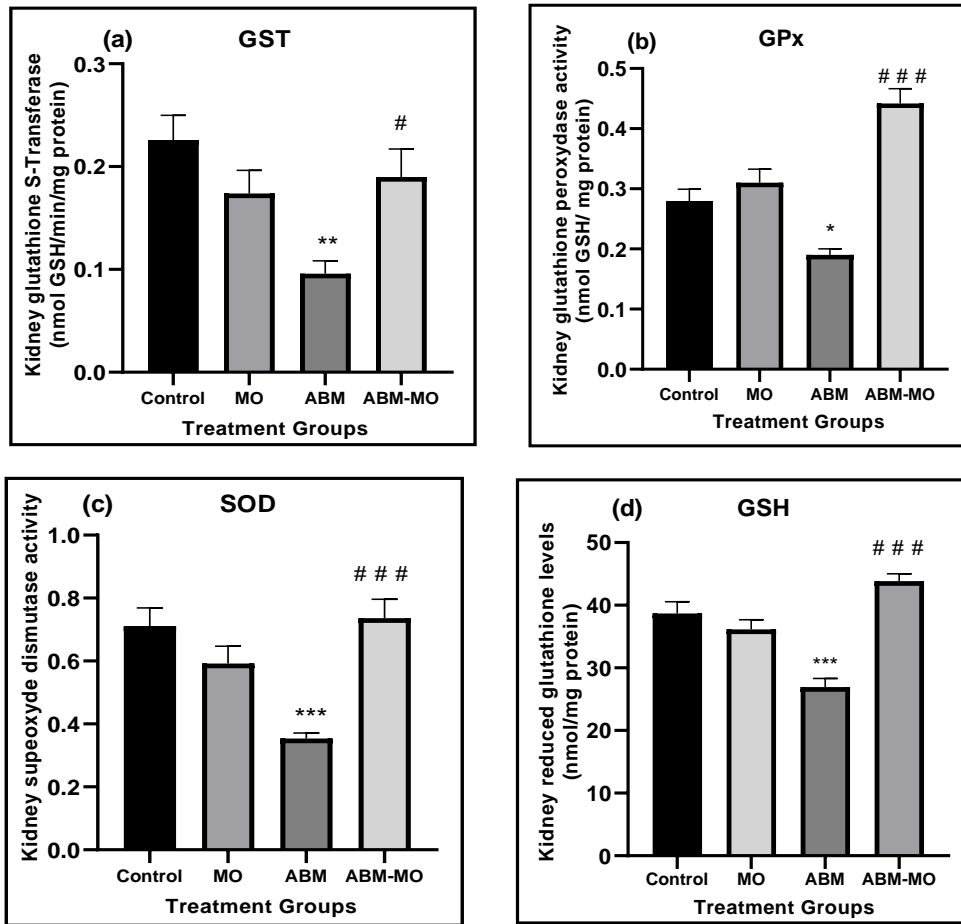 (a) GST
Kidney glutathione S-Transferase
(nmol GSH/min/mg protein)
0.3
0.2
0.1
0.0
**
#
Control MO ABM ABM-MO
Treatment Groups
(b) GPx
Kidney glutathione peroxydase activity
(nmol GSH/ mg protein)
0.5
0.4
0.3
0.2
0.1
0.0
*
# # #
Control MO ABM ABM-MO
Treatment Groups
(c) SOD
Kidney supeoxyde dismutase activity
1.0
0.8
0.6
0.4
0.2
0.0
***
# # #
Control MO ABM ABM-MO
Treatment Groups
(d) GSH
Kidney reduced glutathione levels
(nmol/mg protein)
50
40
30
20
10
0
***
# # #
Control MO ABM ABM-MO
Treatment Groups